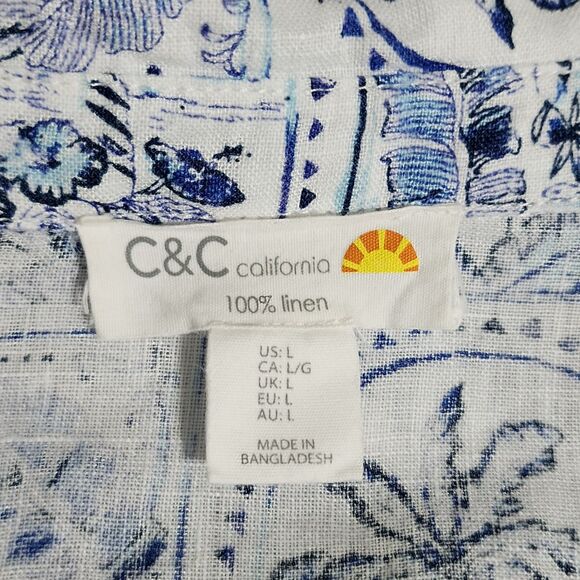 C&C california
100% linen
US: L
CA: L/G
UK: L
EU: L
AU: L
MADE IN
BANGLADESH